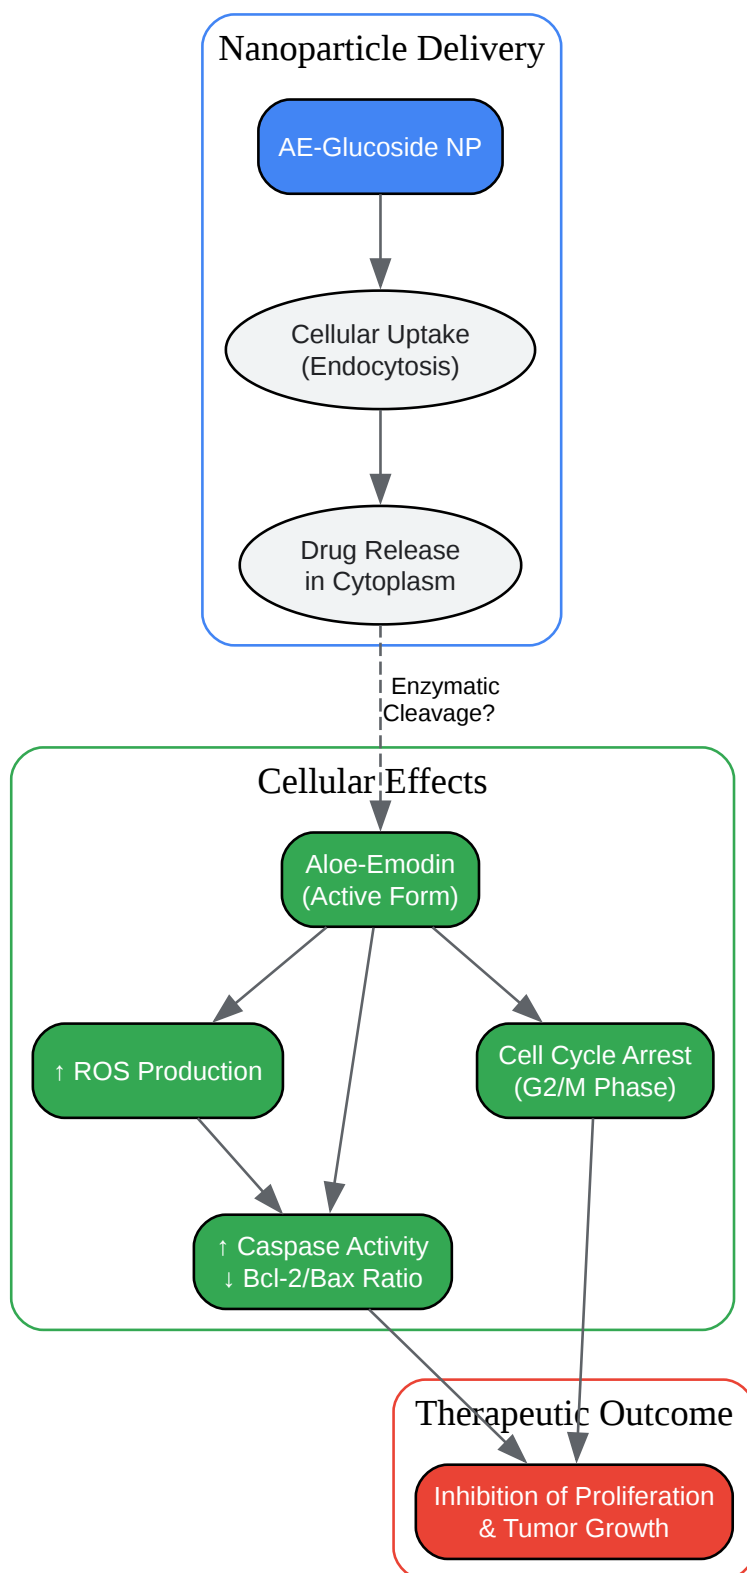 Nanoparticle Delivery
AE-Glucoside NP
Cellular Uptake
(Endocytosis)
Drug Release
in Cytoplasm
Enzymatic
Cleavage?
Cellular Effects
Aloe-Emodin
(Active Form)
↑ ROS Production
Cell Cycle Arrest
(G2/M Phase)
↑ Caspase Activity
↓ Bcl-2/Bax Ratio
Therapeutic Outcome
Inhibition of Proliferation
& Tumor Growth